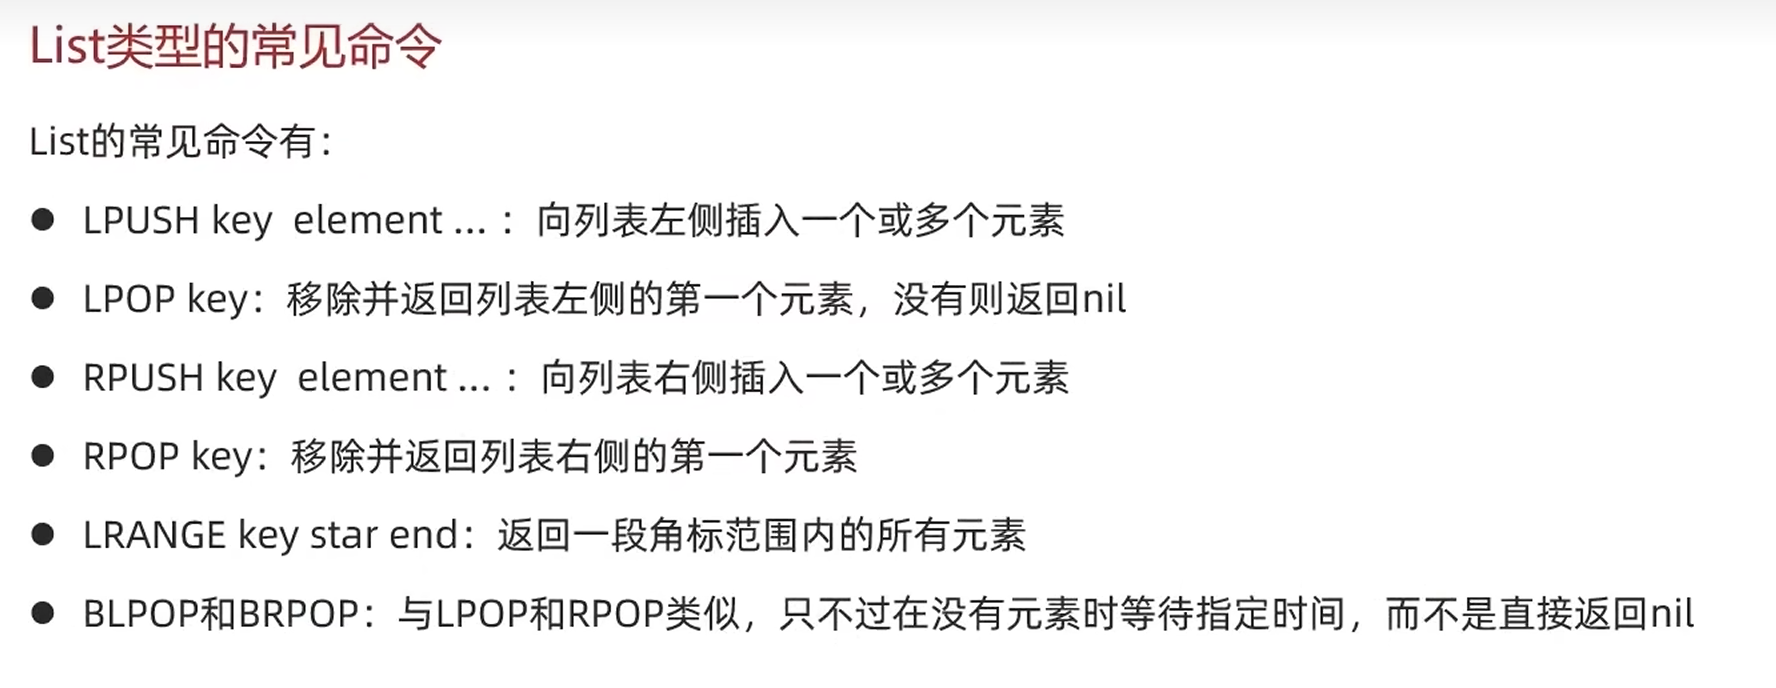 List类型的常见命令
List的常见命令有：
● LPUSH key  element ... ：向列表左侧插入一个或多个元素
● LPOP key：移除并返回列表左侧的第一个元素，没有则返回nil
● RPUSH key  element ... ：向列表右侧插入一个或多个元素
● RPOP key：移除并返回列表右侧的第一个元素
● LRANGE key star end：返回一段角标范围内的所有元素
● BLPOP和BRPOP：与LPOP和RPOP类似，只不过在没有元素时等待指定时间，而不是直接返回nil